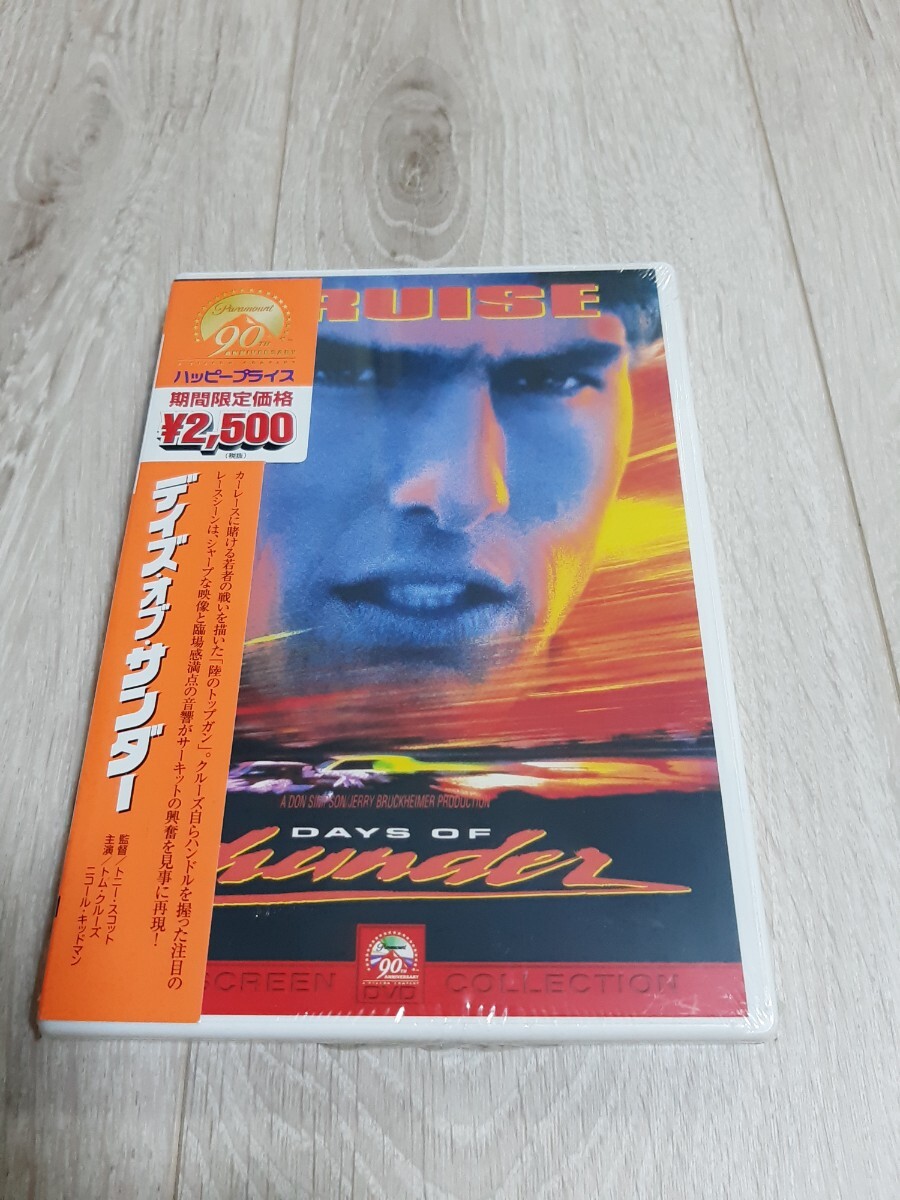 RUISE
Paramount
90TH
ANNIVERSARY
ハッピープライス
期間限定価格
¥2,500
(税抜)
デイズ・オブ・サンダー
カーレースに賭ける若者の戦いを描いた「陸のトップガン」。クルーズ自らハンドルを握った注目の
レースシーンは、シャープな映像と臨場感満点の音響がサーキットの興奮を見事に再現!
監督/トニー・スコット
主演/トム・クルーズ
ニコール・キッドマン
A DON SIMPSON/JERRY BRUCKHEIMER PRODUCTION
DAYS OF
hunder
SCREEN
COLLECTION
Paramount
90TH
ANNIVERSARY
DVD